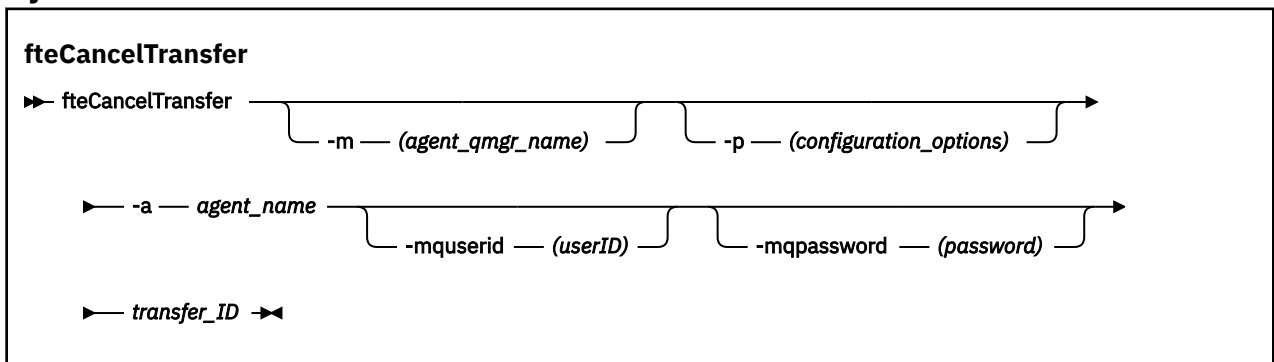 fteCancelTransfer
fteCancelTransfer
-m (agent_qmgr_name) -p (configuration_options)
-a agent_name
-mquserid (userID) -mqpassword (password)
transfer_ID